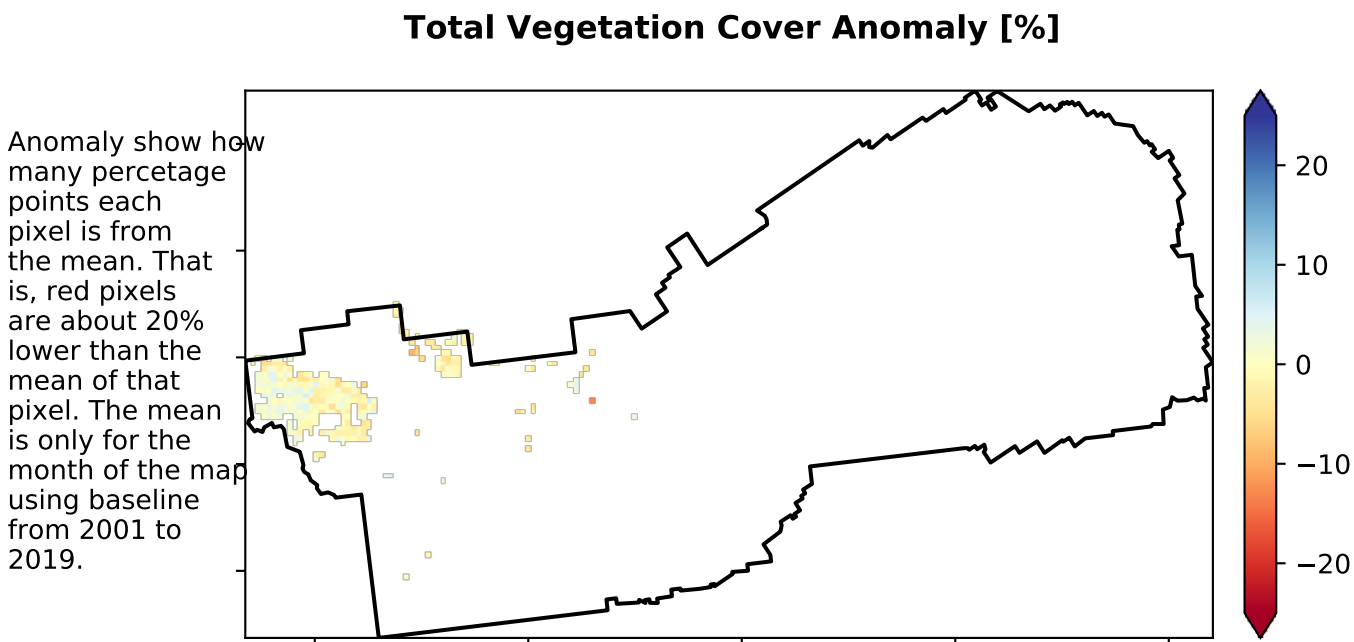 Total Vegetation Cover Anomaly [%]
Anomaly show how
many percetage
points each
pixel is from
the mean. That
is, red pixels
are about 20%
lower than the
mean of that
pixel. The mean
is only for the
month of the map
using baseline
from 2001 to
2019.
20
10
0
−10
−20